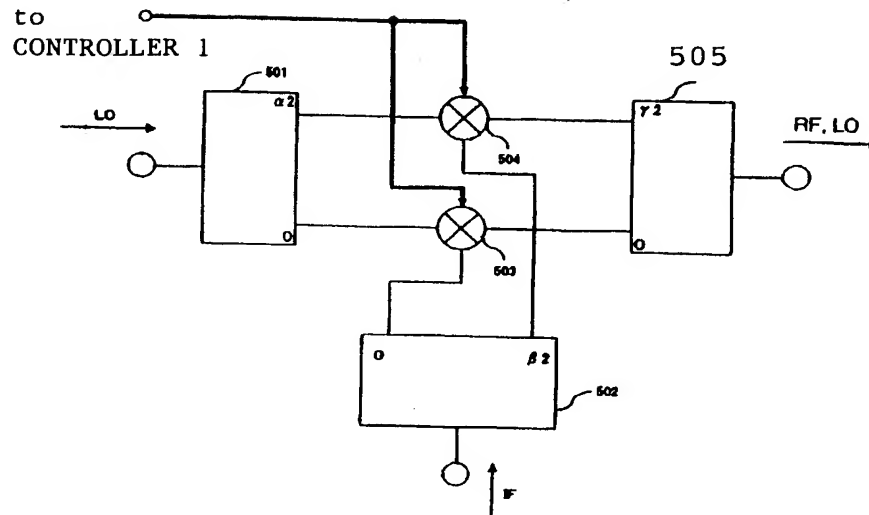 to
CONTROLLER 1
501
505
LO
α2
γ2
RF, LO
504
O
503
O
O
β2
502
IF